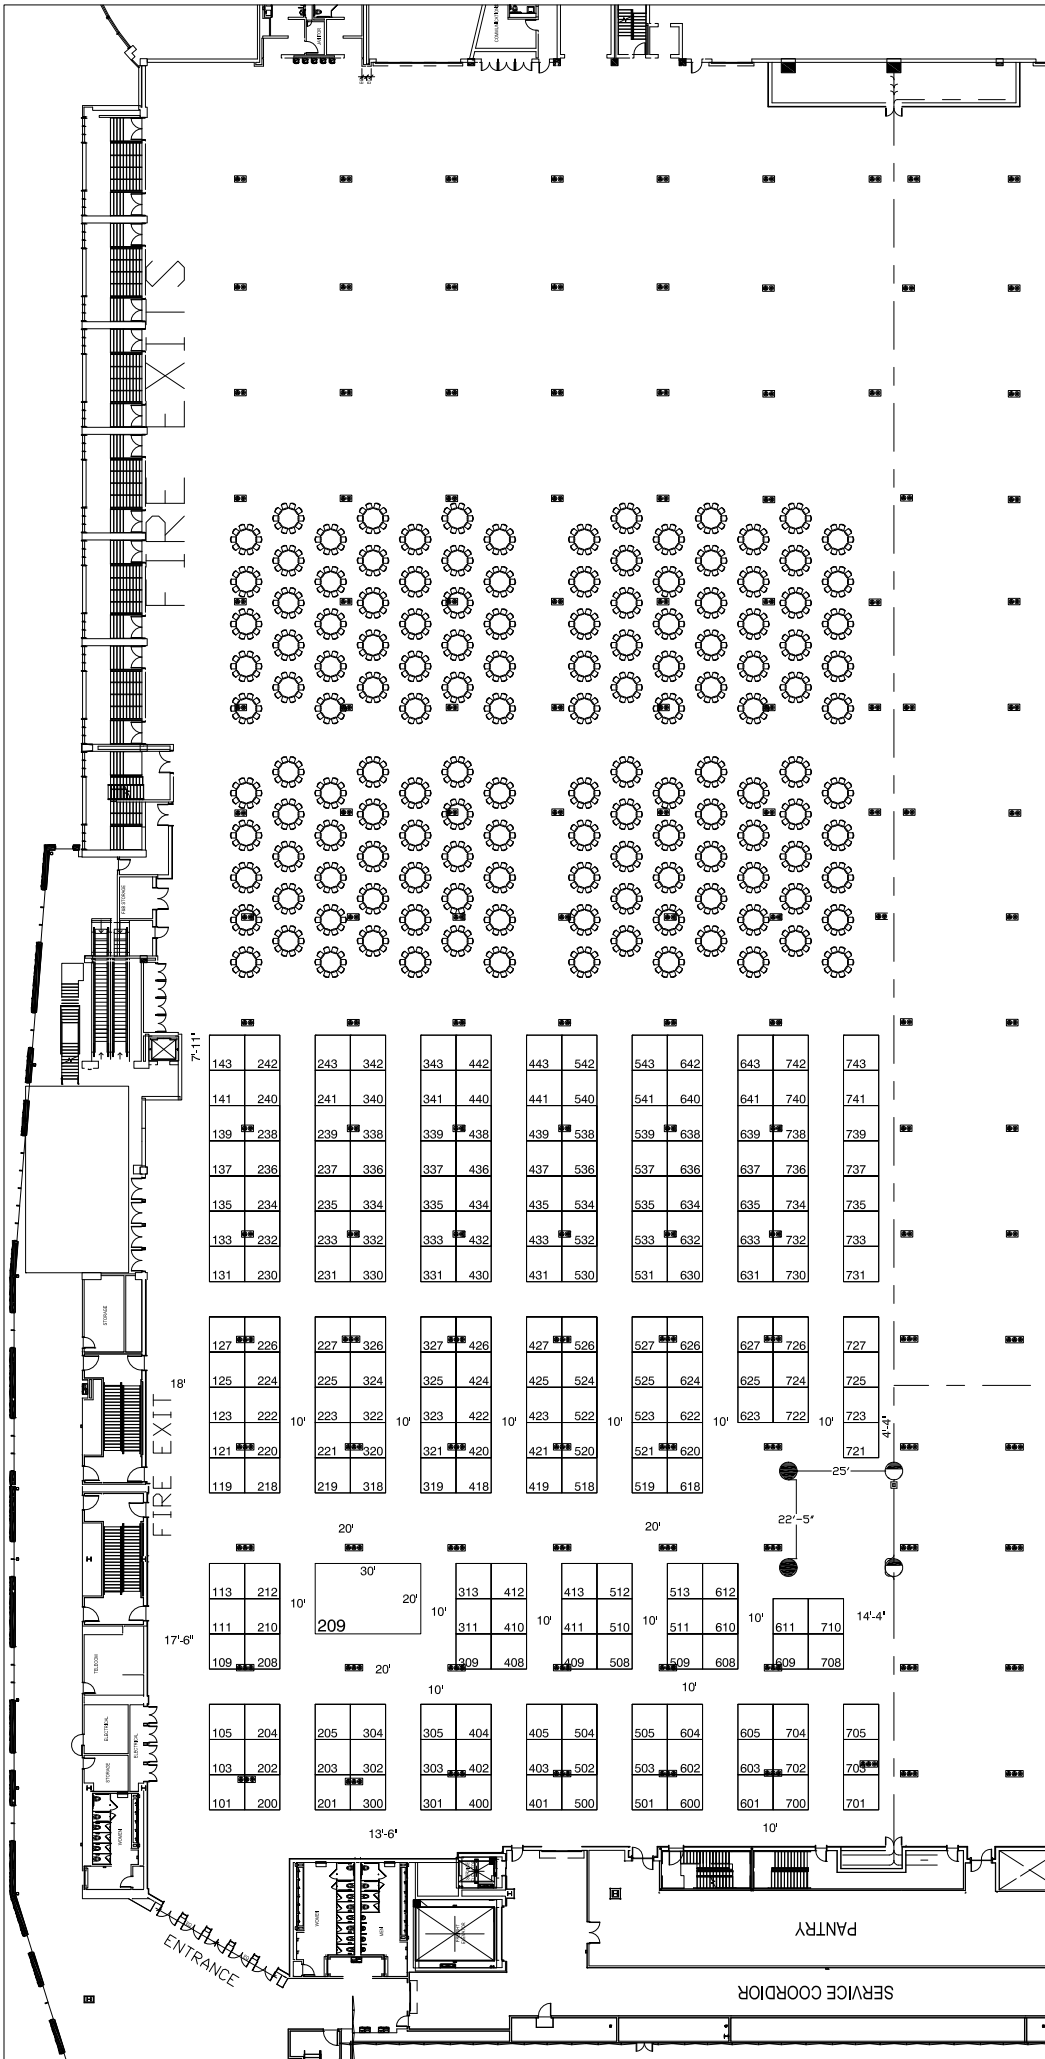 JANITOR
COMMUNICATIONS
FIRE EXITS
F&B STORAGE
7'-11"
143 242 243 342 343 442 443 542 543 642 643 742 743
141 240 241 340 341 440 441 540 541 640 641 740 741
139 238 239 338 339 438 439 538 539 638 639 738 739
137 236 237 336 337 436 437 536 537 636 637 736 737
135 234 235 334 335 434 435 534 535 634 635 734 735
133 232 233 332 333 432 433 532 533 632 633 732 733
131 230 231 330 331 430 431 530 531 630 631 730 731
STORAGE
127 226 227 326 327 426 427 526 527 626 627 726 727
125 224 225 324 325 424 425 524 525 624 625 724 725
18'
123 222 223 322 323 422 423 522 523 622 623 722 723
10' 10' 10' 10' 10' 10' 4'-4"
121 220 221 320 321 420 421 520 521 620 721
119 218 219 318 319 418 419 518 519 618
FIRE EXIT
25'
22'-5"
20' 20'
30'
113 212 313 412 413 512 513 612
10' 20' 10' 10' 10' 10' 14'-4"
111 210 209 311 410 411 510 511 610 611 710
17'-6"
109 208 309 408 409 508 509 608 609 708
TELECOM
20'
10' 10'
105 204 205 304 305 404 405 504 505 604 605 704 705
ELECTRICAL
ELECTRICAL
103 202 203 302 303 402 403 502 503 602 603 702 703
STORAGE
101 200 201 300 301 400 401 500 501 600 601 700 701
WOMEN
13'-6"
10'
WOMEN
MEN
PANTRY
ENTRANCE
SERVICE COORDIOR